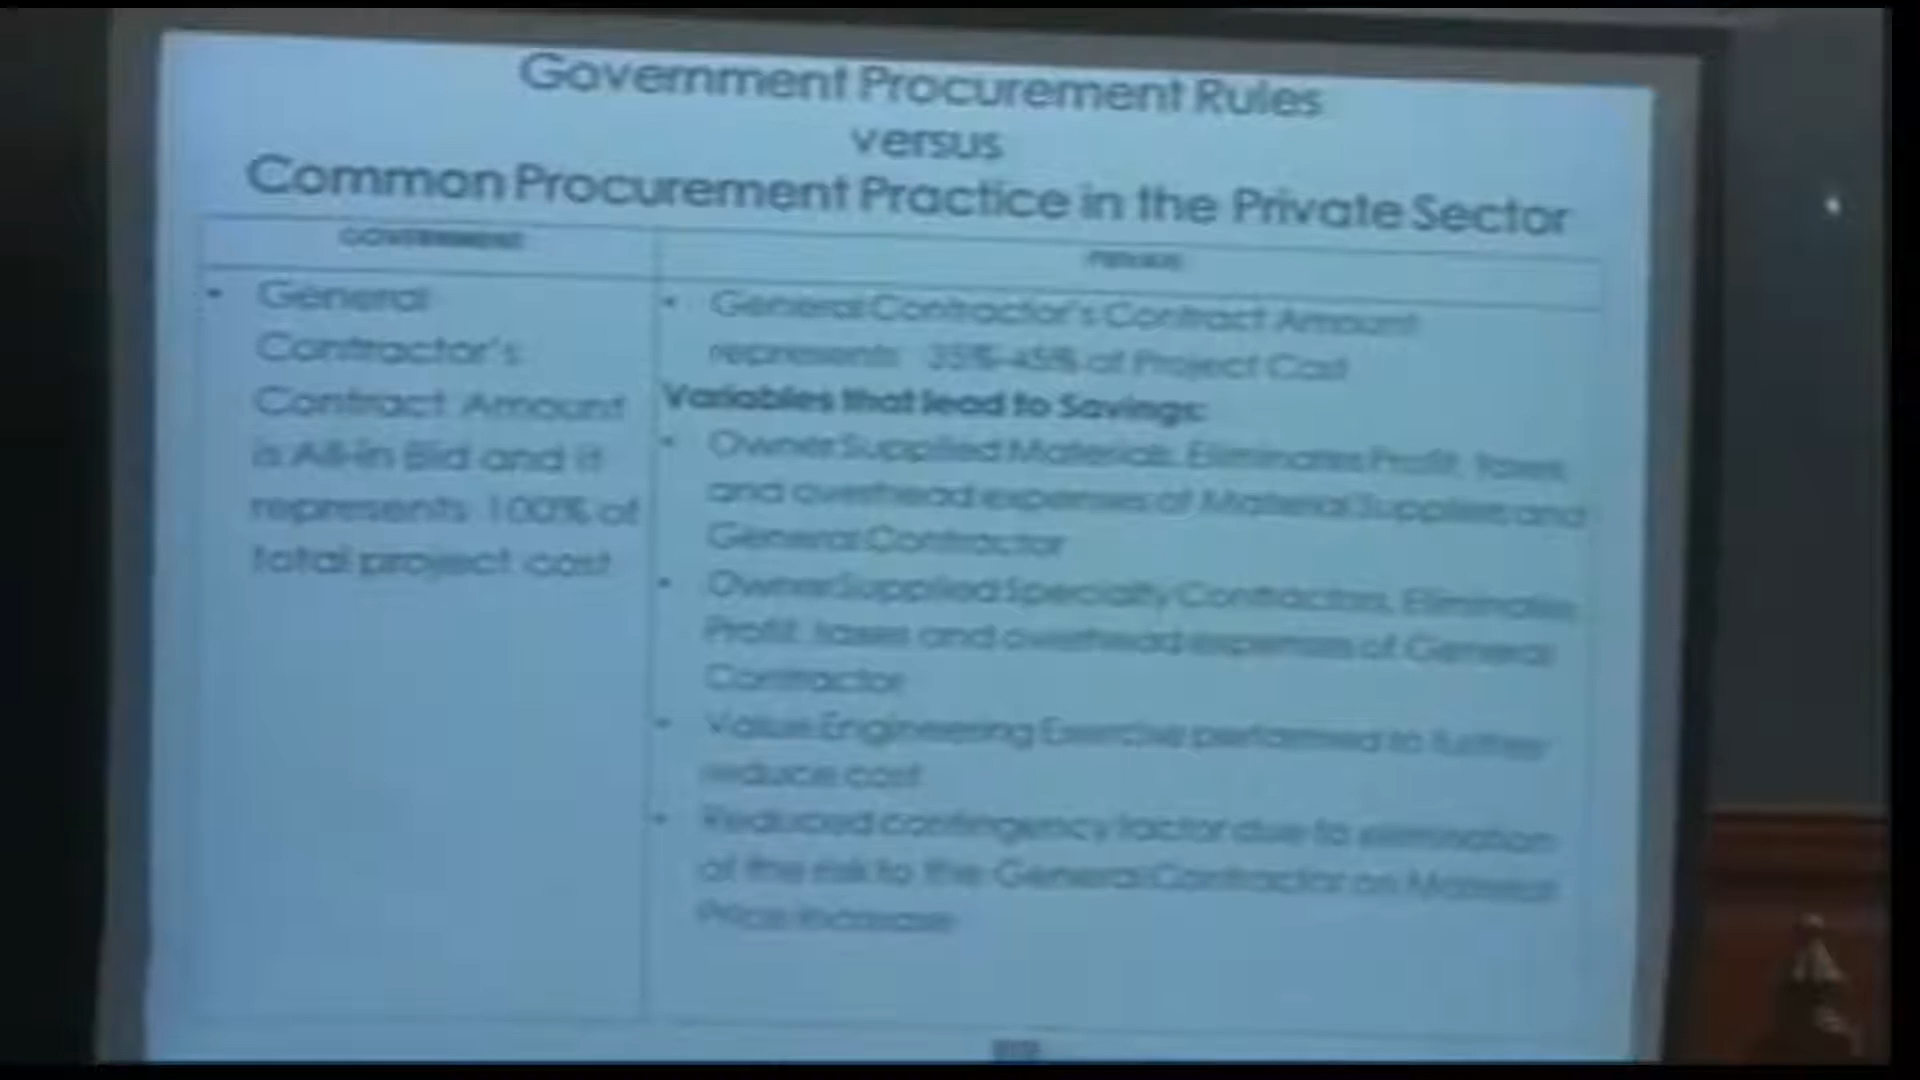 Government Procurement Rules
versus
Common Procurement Practice in the Private Sector
GOVERNMENT
PRIVATE
• General
Contractor's
Contract Amount
is All-in Bid and it
represents 100% of
total project cost
• General Contractor's Contract Amount
represents 35%-45% of Project Cost
Variables that lead to Savings:
• Owner Supplied Materials. Eliminates Profit, taxes
and overhead expenses of Material Suppliers and
General Contractor
• Owner Supplied Specialty Contractors. Eliminates
Profit, taxes and overhead expenses of General
Contractor
• Value Engineering Exercise performed to further
reduce cost
• Reduced contingency factor due to elimination
of the risk to the General Contractor on Material
Price Increase